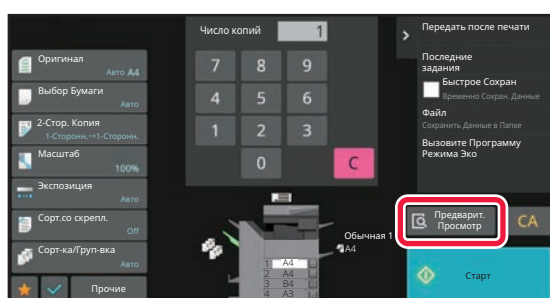 Число копий 1
Передать после печати
Последние
задания
Быстрое Сохран
Временно Сохран. Данные
Файл
Сохранить Данные в Папке
Вызовите Программу
Режима Эко
Оригинал
Авто A4
Выбор Бумаги
Авто
2-Стор. Копия
1-Сторонн.→1-Сторонн.
Масштаб
100%
Экспозиция
Авто
Сорт.со скрепл.
Off
Сорт-ка/Груп-вка
Авто
Прочие
7 8 9
4 5 6
1 2 3
0 C
Обычная 1
A4
1 A4
2 A4
3 B4
4 A3
Предварит.
Просмотр
CA
Старт